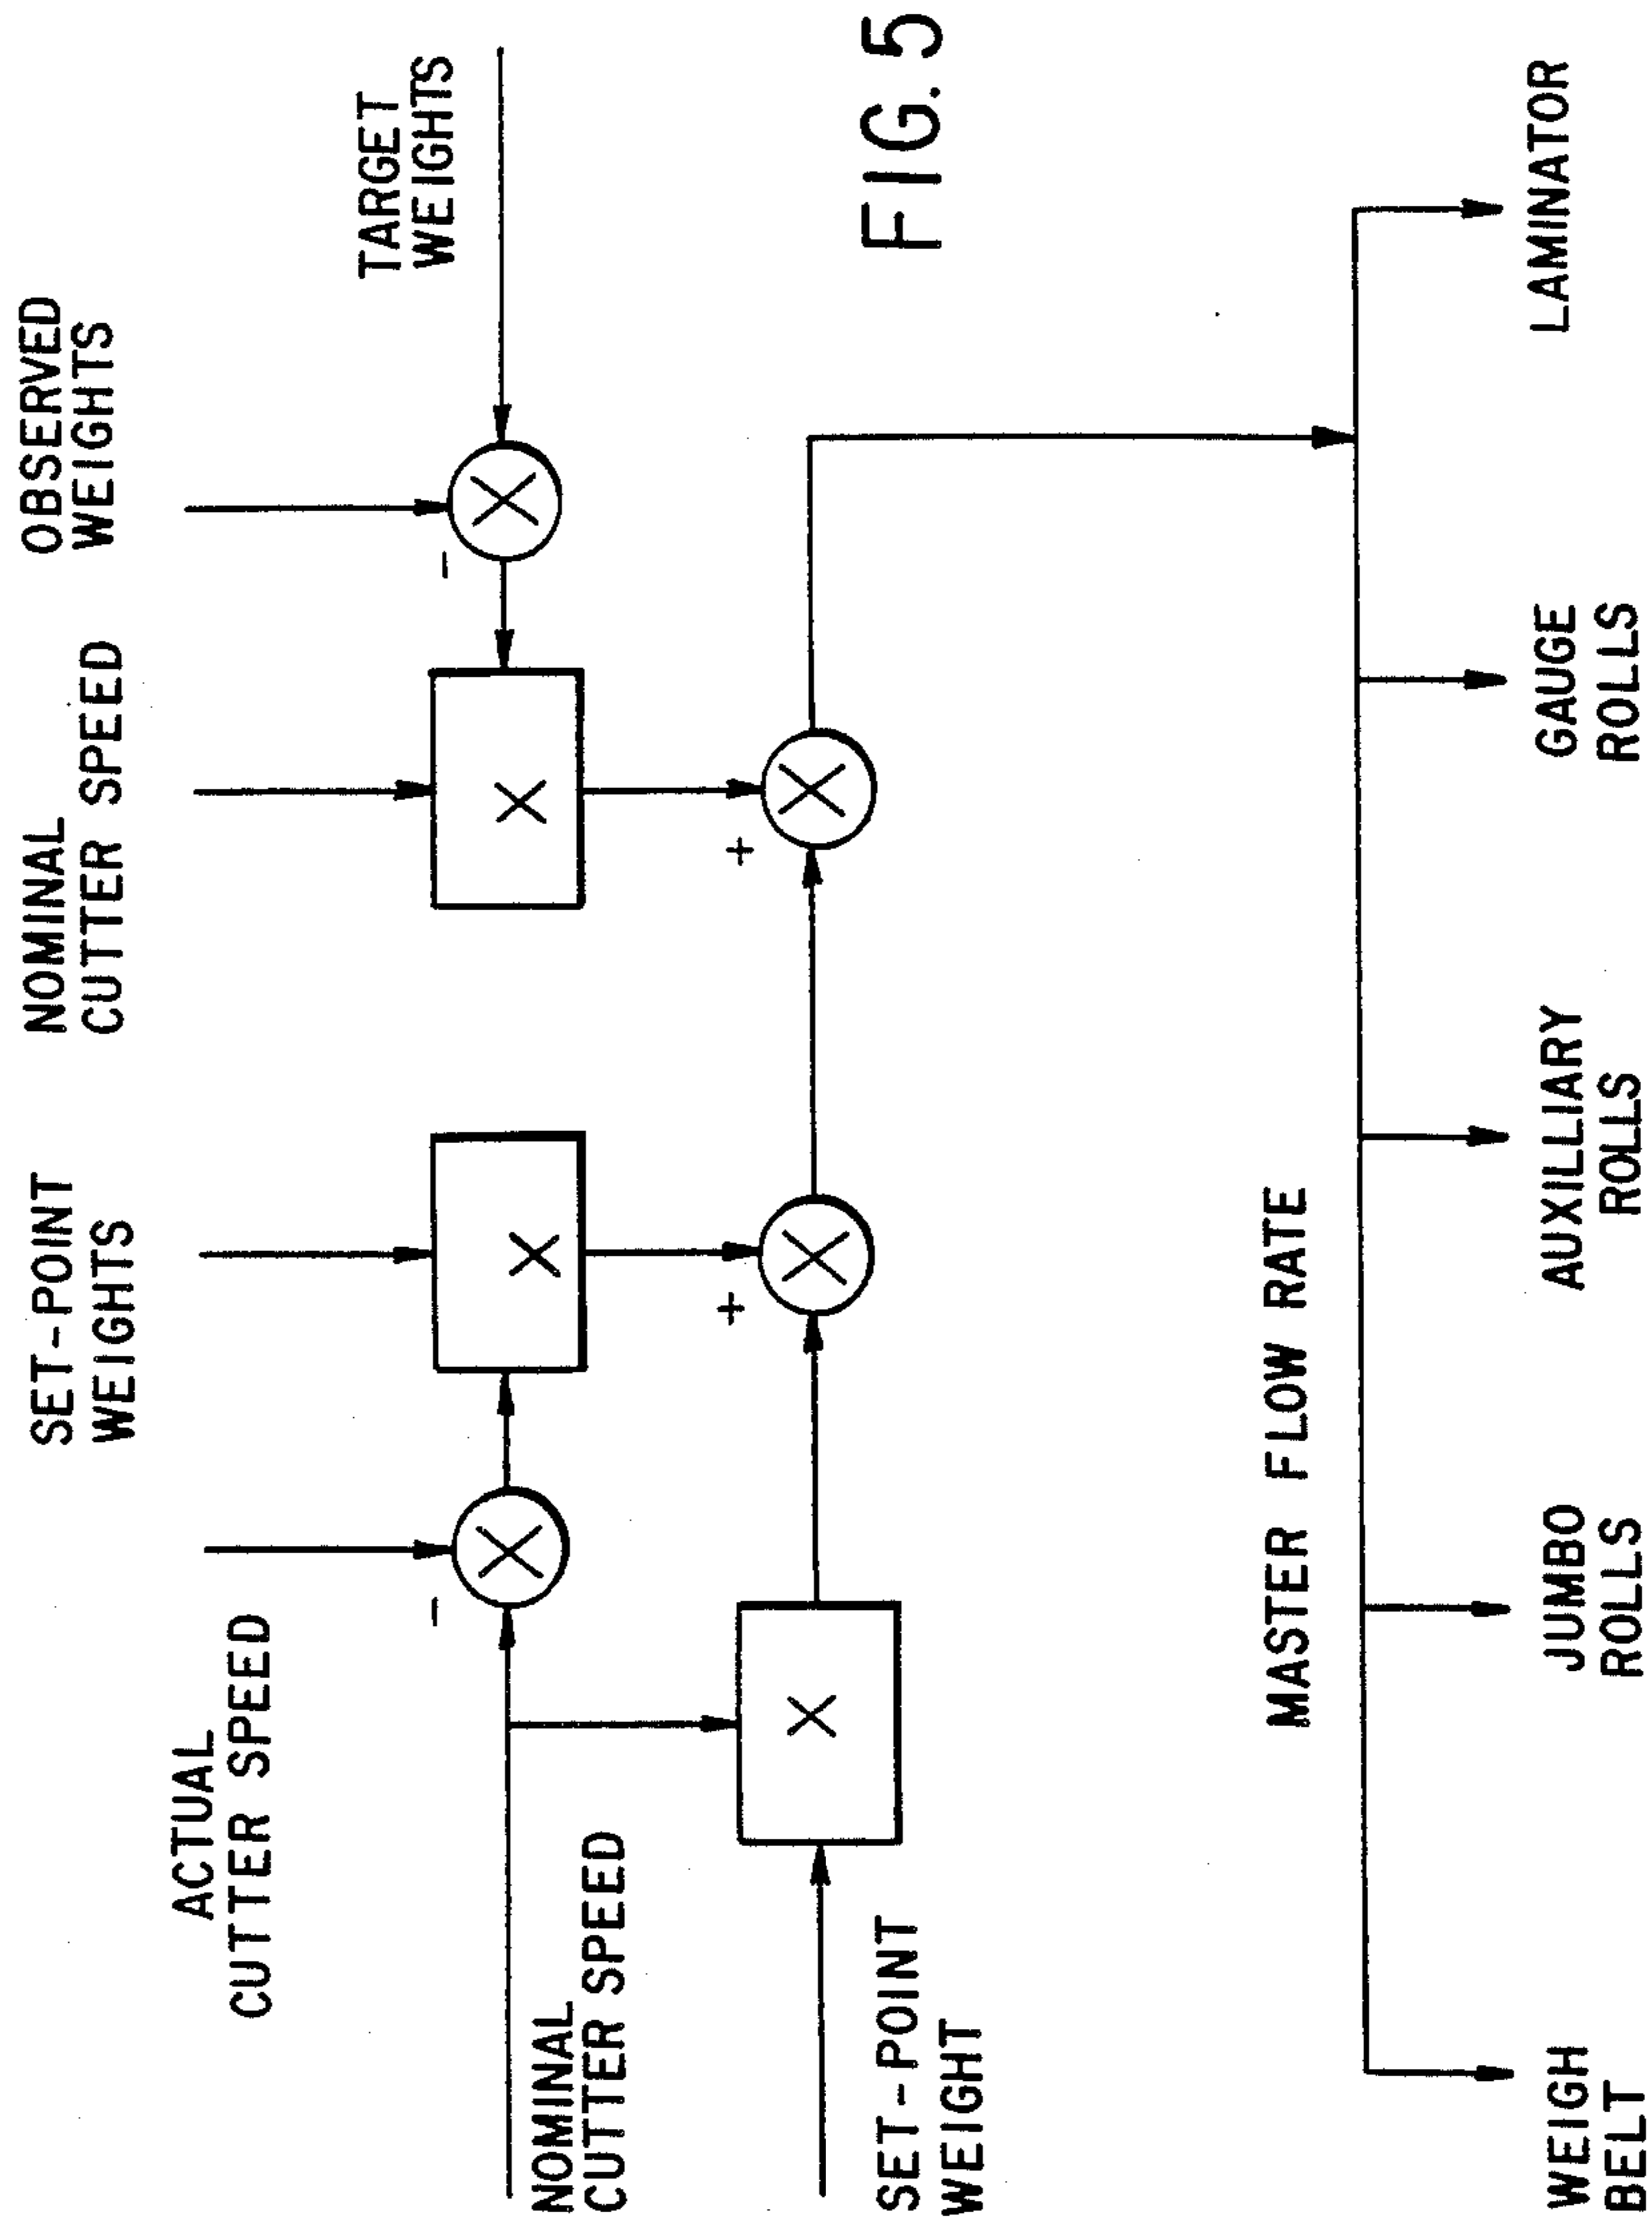 OBSERVED
WEIGHTS
NOMINAL
CUTTER SPEED
SET-POINT
WEIGHTS
ACTUAL
CUTTER SPEED
TARGET
WEIGHTS
-
-
X
X
NOMINAL
CUTTER SPEED
+
+
X
SET-POINT
WEIGHT
FIG. 5
MASTER FLOW RATE
WEIGH
BELT
JUMBO
ROLLS
AUXILLIARY
ROLLS
GAUGE
ROLLS
LAMINATOR